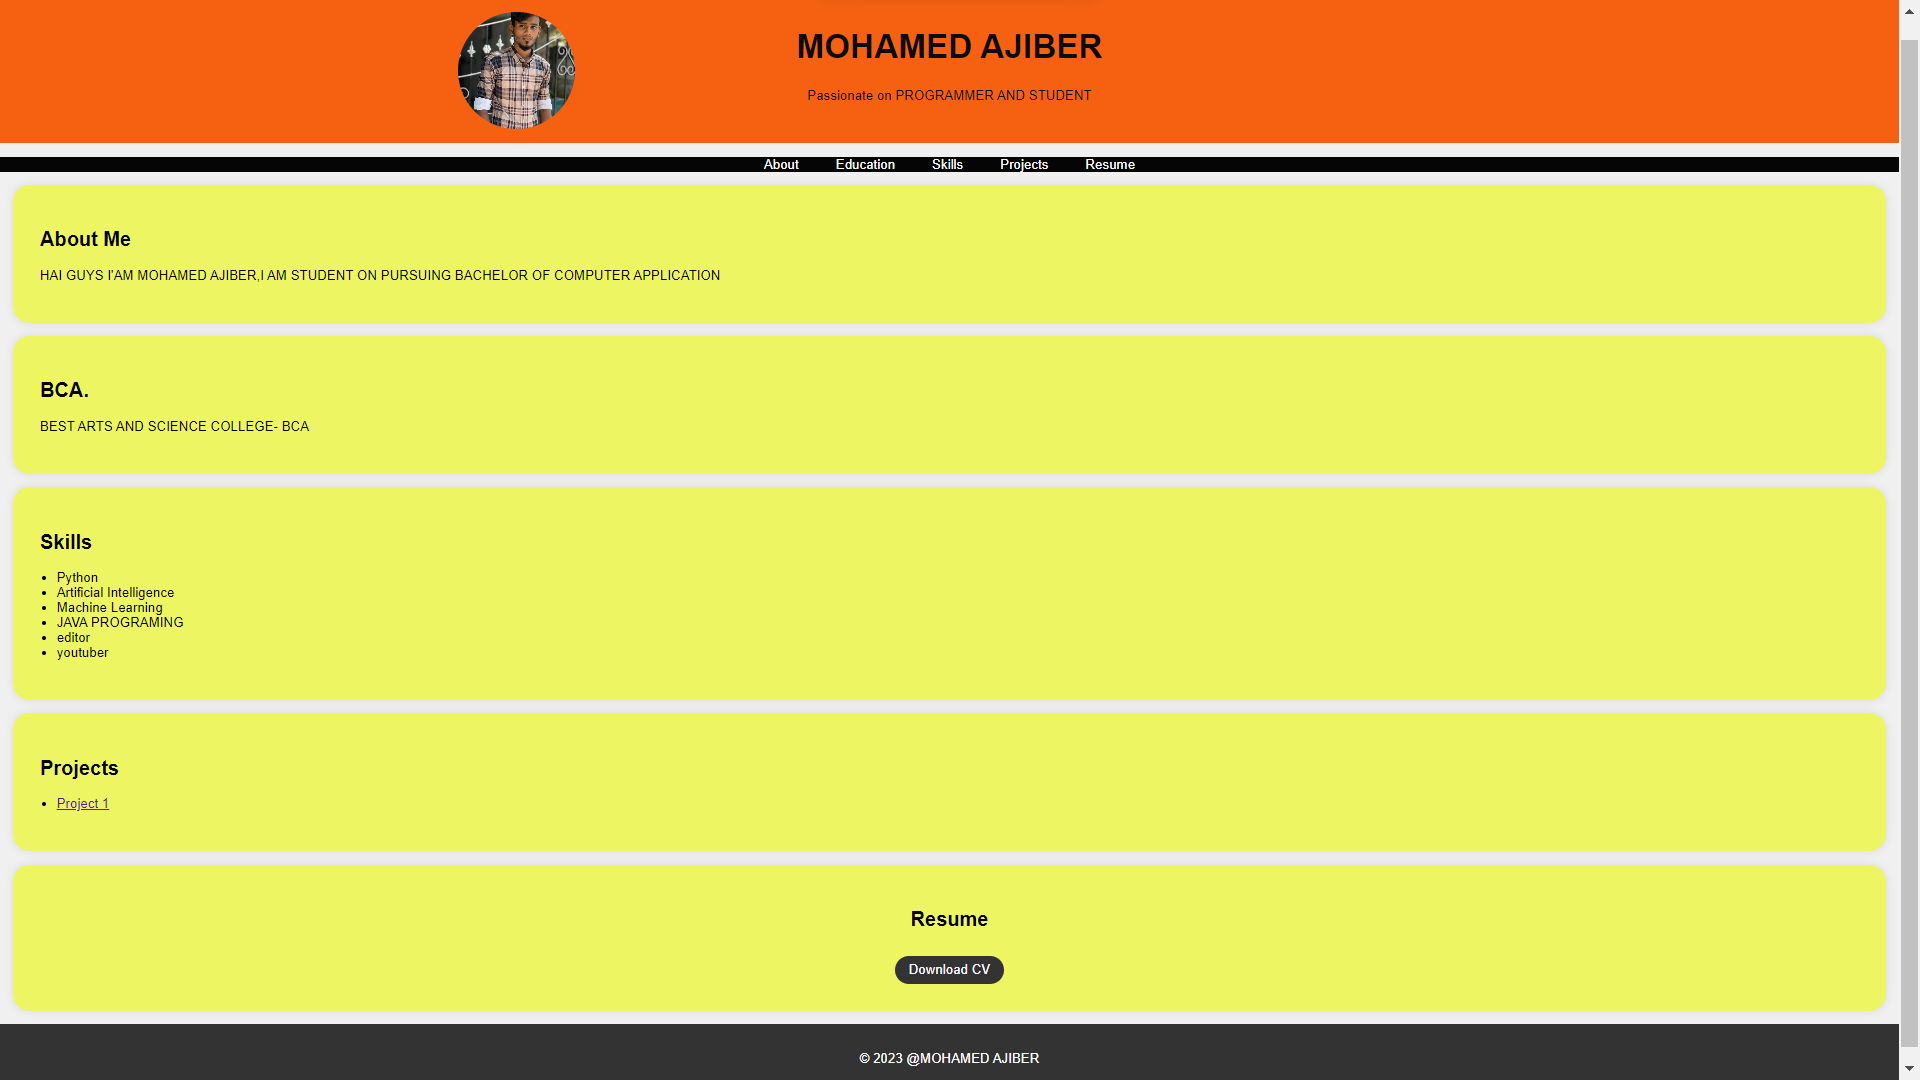 MOHAMED AJIBER
Passionate on PROGRAMMER AND STUDENT
About Education Skills Projects Resume
About Me
HAI GUYS I'AM MOHAMED AJIBER,I AM STUDENT ON PURSUING BACHELOR OF COMPUTER APPLICATION
BCA.
BEST ARTS AND SCIENCE COLLEGE- BCA
Skills
• Python
• Artificial Intelligence
• Machine Learning
• JAVA PROGRAMING
• editor
• youtuber
Projects
• Project 1
Resume
Download CV
© 2023 @MOHAMED AJIBER